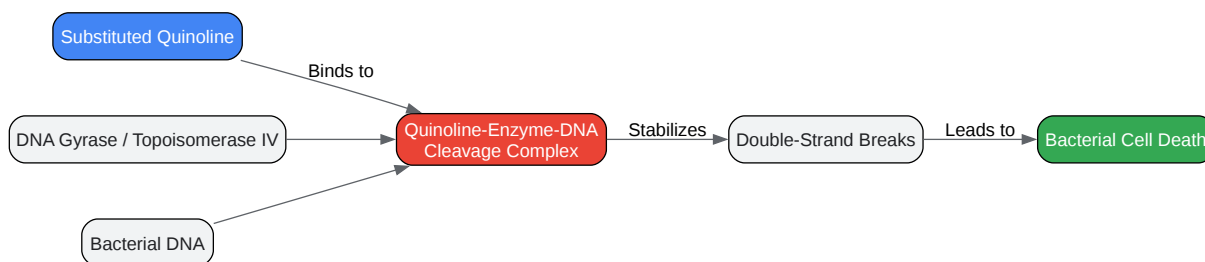 Substituted Quinoline
Binds to
DNA Gyrase / Topoisomerase IV
Quinoline-Enzyme-DNA
Cleavage Complex
Stabilizes
Double-Strand Breaks
Leads to
Bacterial Cell Death
Bacterial DNA